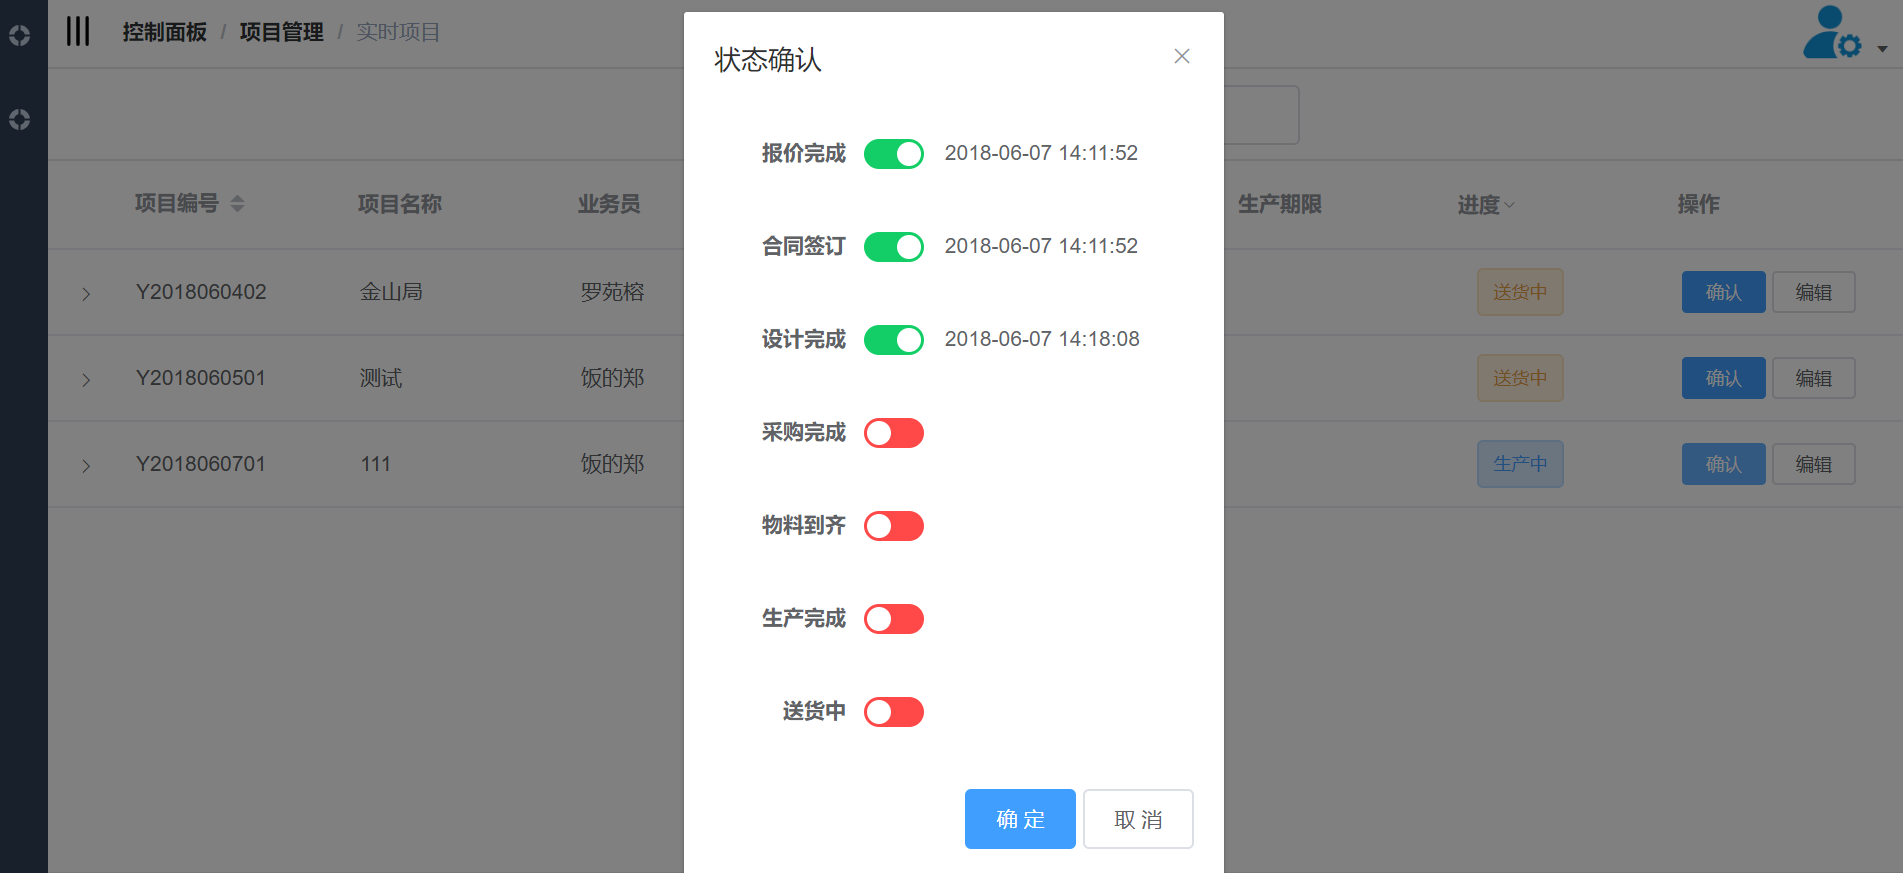 控制面板 / 项目管理 / 实时项目
状态确认
报价完成 2018-06-07 14:11:52
合同签订 2018-06-07 14:11:52
设计完成 2018-06-07 14:18:08
采购完成
物料到齐
生产完成
送货中
确 定 取 消
项目编号 项目名称 业务员 生产期限 进度 操作
Y2018060402 金山局 罗苑榕 送货中 确认 编辑
Y2018060501 测试 饭的郑 送货中 确认 编辑
Y2018060701 111 饭的郑 生产中 确认 编辑